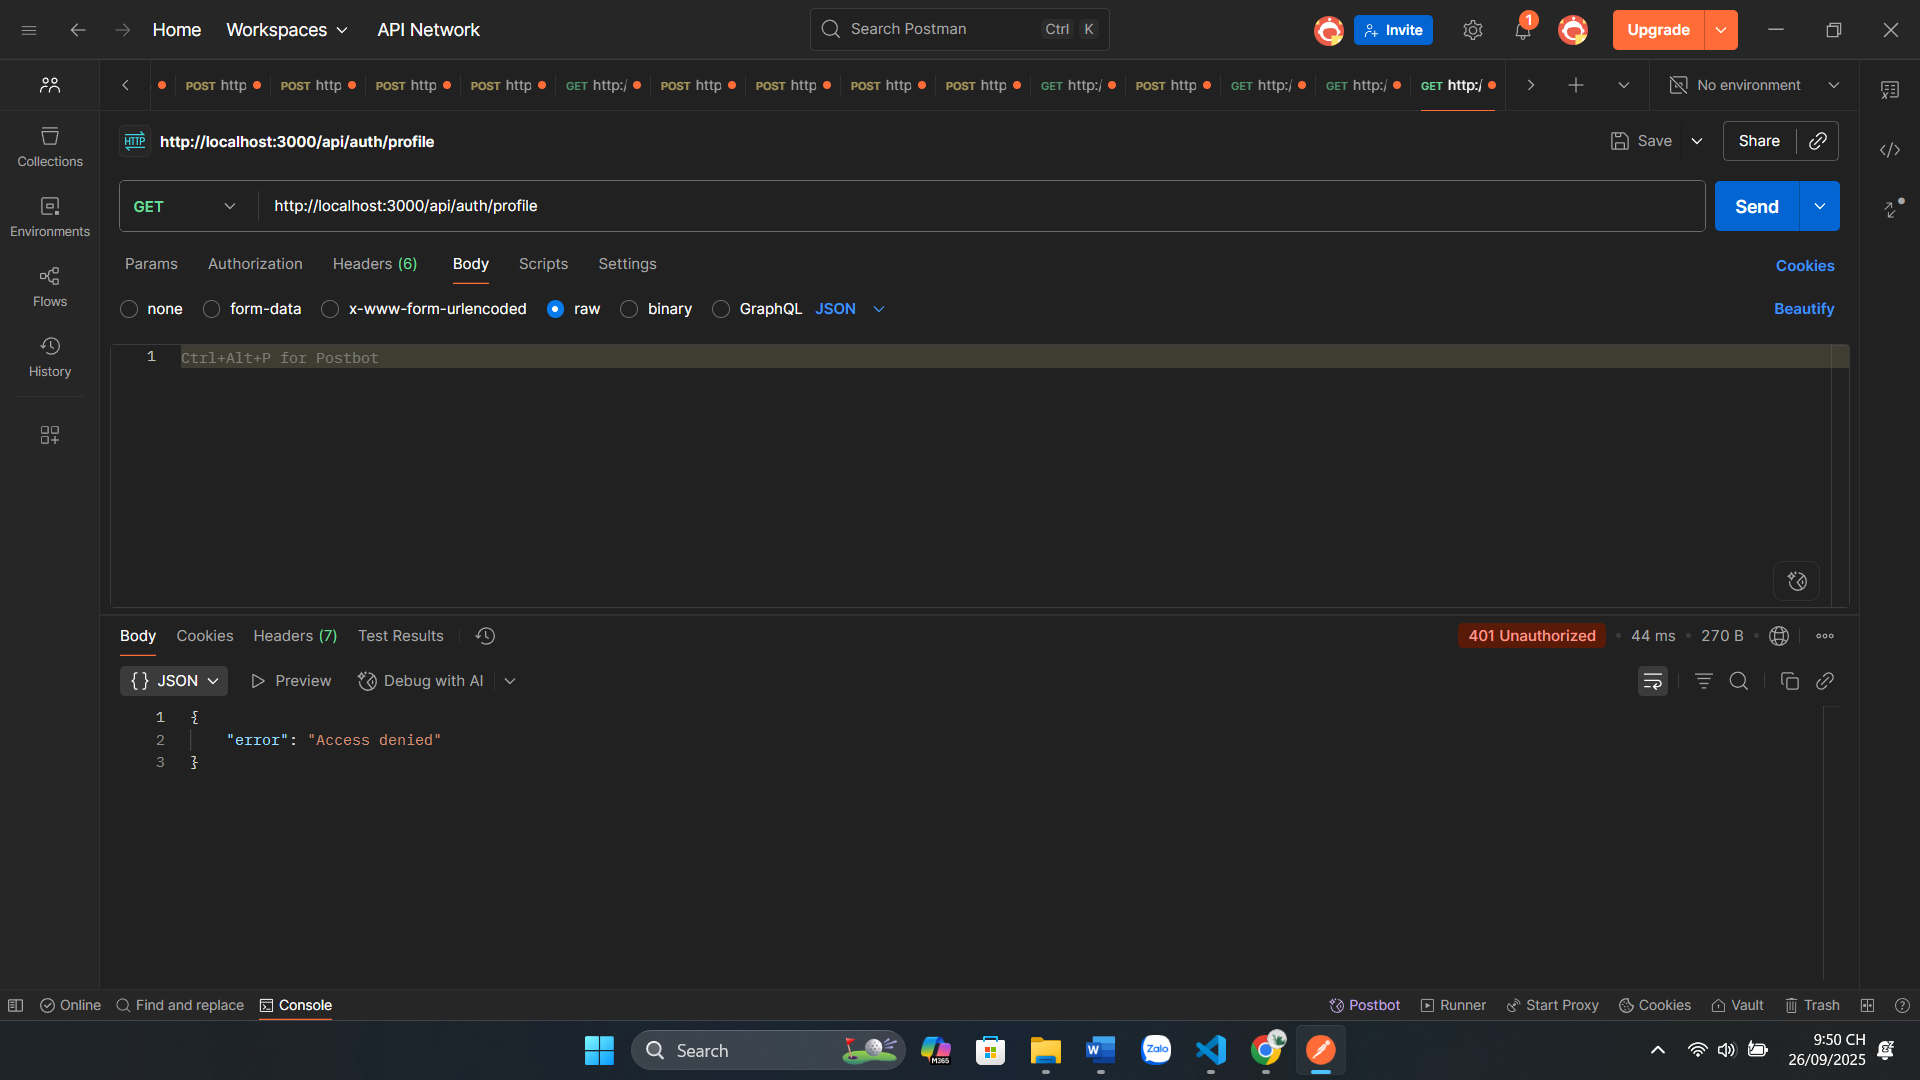 Home Workspaces API Network Search Postman Ctrl K Invite 1 Upgrade
POST http POST http POST http POST http GET http:/ POST http POST http POST http POST http GET http:/ POST http GET http:/ GET http:/ GET http:/ No environment
HTTP http://localhost:3000/api/auth/profile Save Share
GET http://localhost:3000/api/auth/profile Send
Params Authorization Headers (6) Body Scripts Settings Cookies
none form-data x-www-form-urlencoded raw binary GraphQL JSON Beautify
1 Ctrl+Alt+P for Postbot
Collections
Environments
Flows
History
Body Cookies Headers (7) Test Results 401 Unauthorized • 44 ms • 270 B •
{} JSON Preview Debug with AI
1 {
2 "error": "Access denied"
3 }
Online Find and replace Console Postbot Runner Start Proxy Cookies Vault Trash
Search M365 W Zalo 9:50 CH
26/09/2025